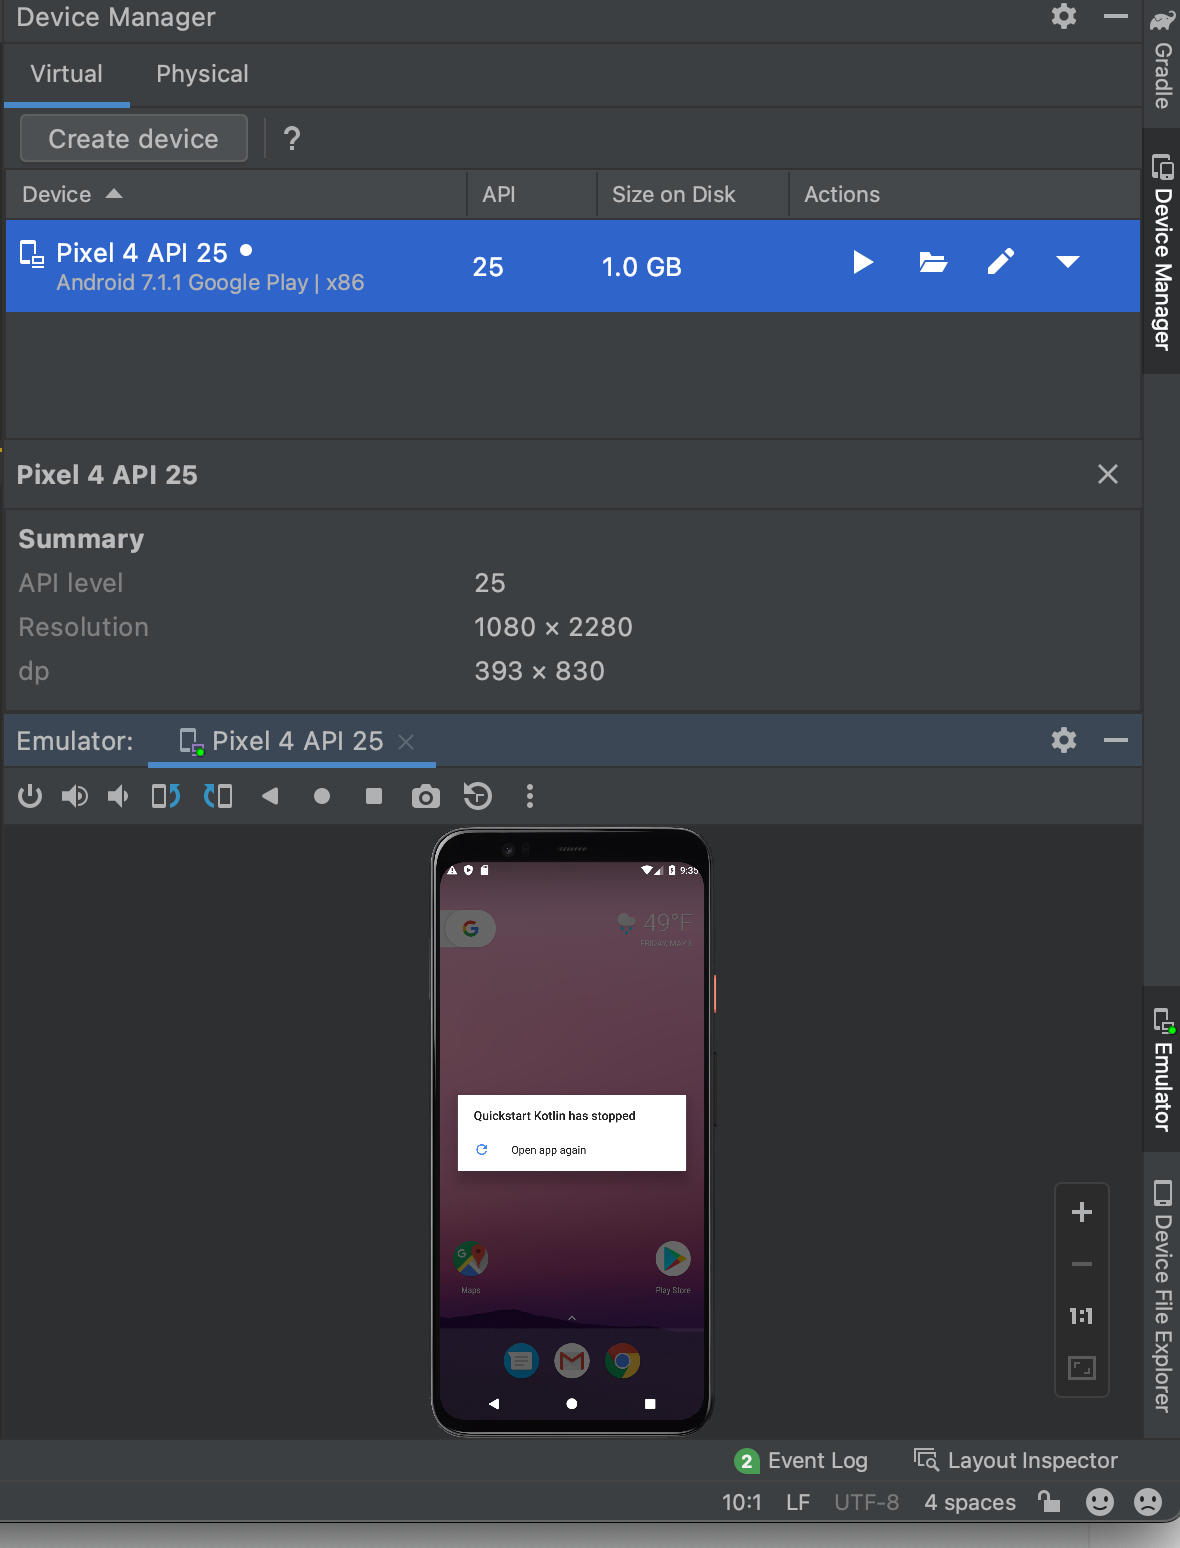 Device Manager
Virtual Physical
Create device ?
Device API Size on Disk Actions
Pixel 4 API 25 25 1.0 GB
Android 7.1.1 Google Play | x86
Pixel 4 API 25
Summary
API level 25
Resolution 1080 × 2280
dp 393 × 830
Emulator: Pixel 4 API 25
9:35
G 49°F
FRIDAY, MAY
Quickstart Kotlin has stopped
Open app again
Maps Play Store
1:1
2 Event Log Layout Inspector
10:1 LF UTF-8 4 spaces
Gradle
Device Manager
Emulator
Device File Explorer